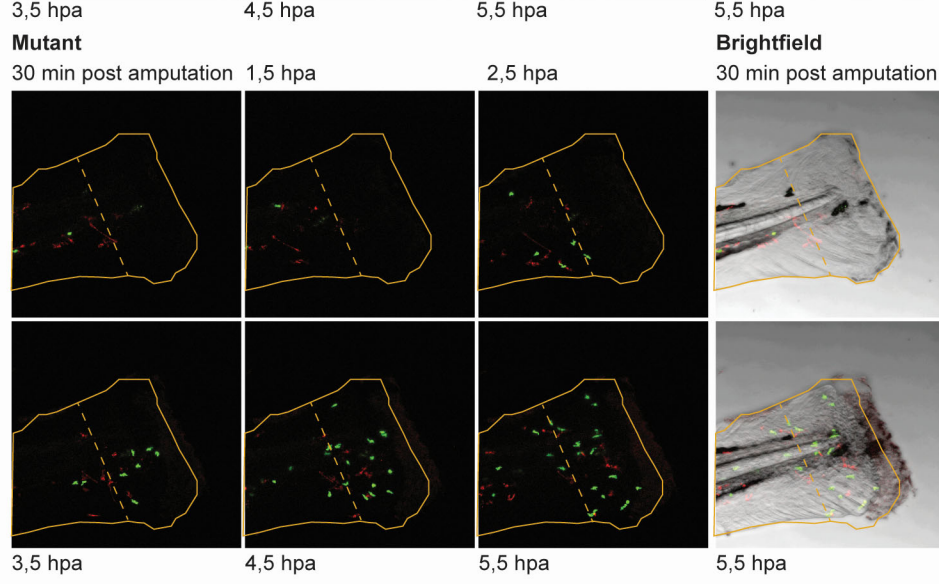 3,5 hpa 4,5 hpa 5,5 hpa 5,5 hpa
Mutant Brightfield
30 min post amputation 1,5 hpa 2,5 hpa 30 min post amputation
3,5 hpa 4,5 hpa 5,5 hpa 5,5 hpa